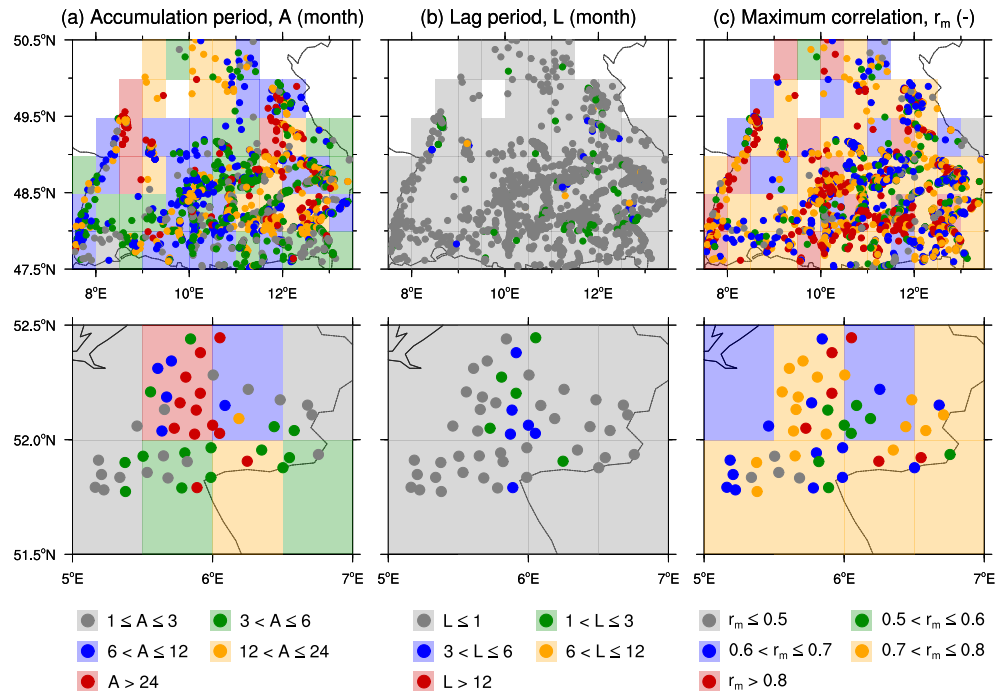 (a) Accumulation period, A (month)
(b) Lag period, L (month)
(c) Maximum correlation, rm (-)
50.5°N
49.5°N
48.5°N
47.5°N
8°E 10°E 12°E
8°E 10°E 12°E
8°E 10°E 12°E
52.5°N
52.0°N
51.5°N
5°E 6°E 7°E
5°E 6°E 7°E
5°E 6°E 7°E
1 ≤ A ≤ 3
3 < A ≤ 6
6 < A ≤ 12
12 < A ≤ 24
A > 24
L ≤ 1
1 < L ≤ 3
3 < L ≤ 6
6 < L ≤ 12
L > 12
rm ≤ 0.5
0.5 < rm ≤ 0.6
0.6 < rm ≤ 0.7
0.7 < rm ≤ 0.8
rm > 0.8